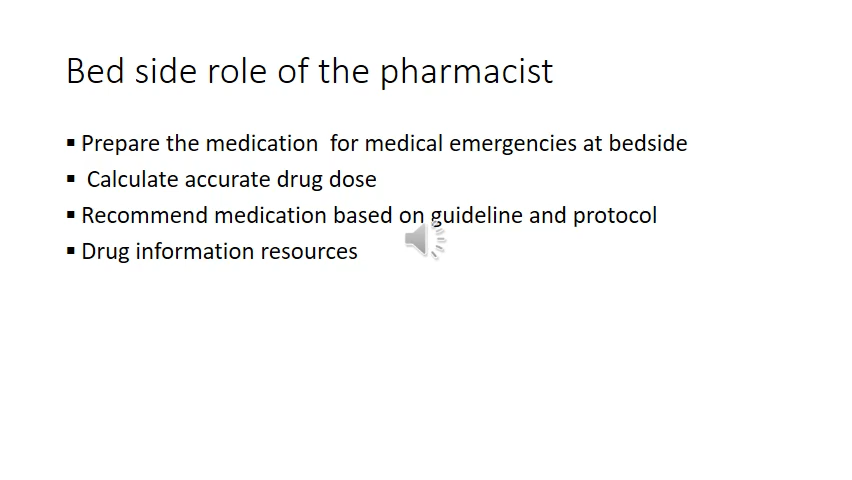 Bed side role of the pharmacist
▪ Prepare the medication  for medical emergencies at bedside
▪ Calculate accurate drug dose
▪ Recommend medication based on guideline and protocol
▪ Drug information resources